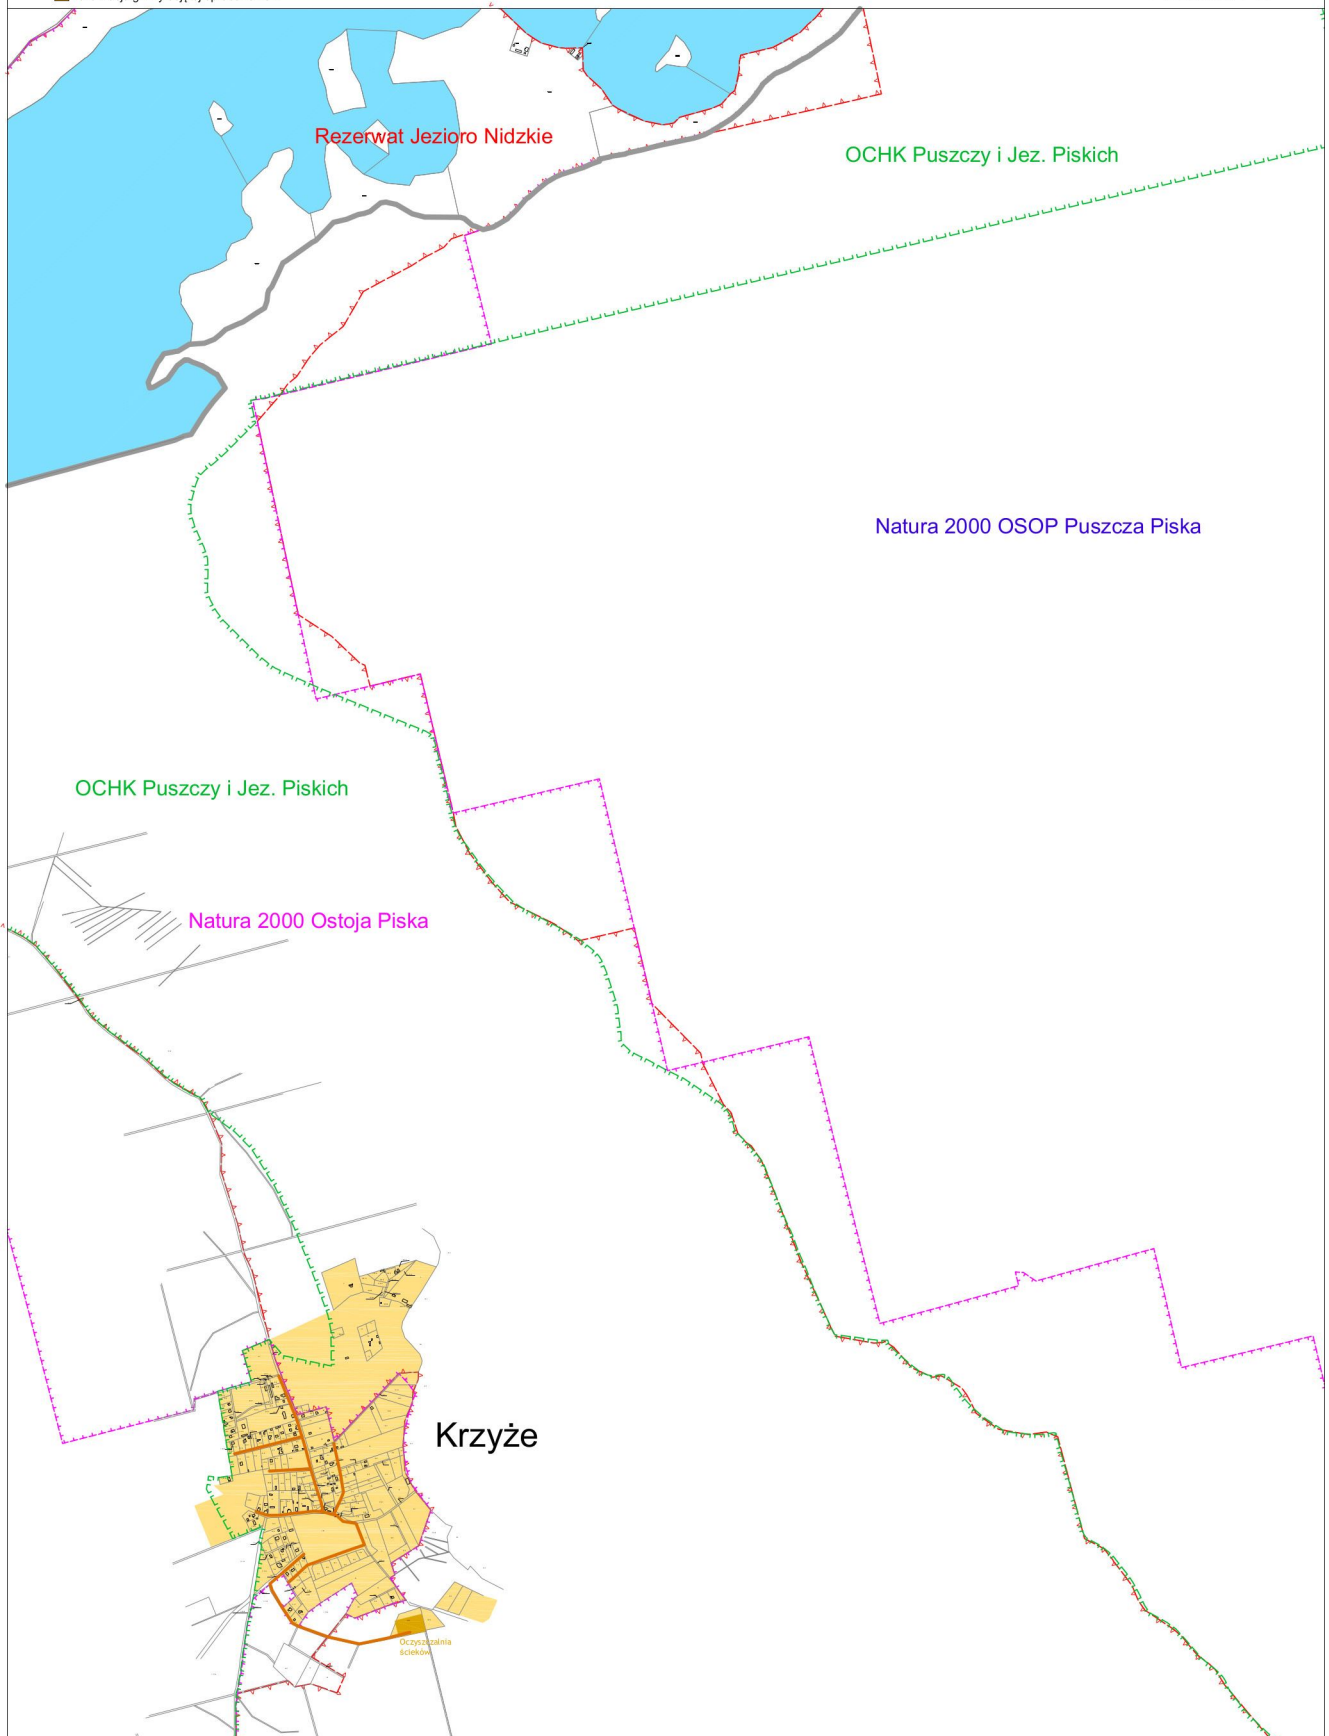 Rezerwat Jezioro Nidzkie
OCHK Puszczy i Jez. Piskich
Natura 2000 OSOP Puszcza Piska
OCHK Puszczy i Jez. Piskich
Natura 2000 Ostoja Piska
Krzyże
Oczyszczalnia
ścieków